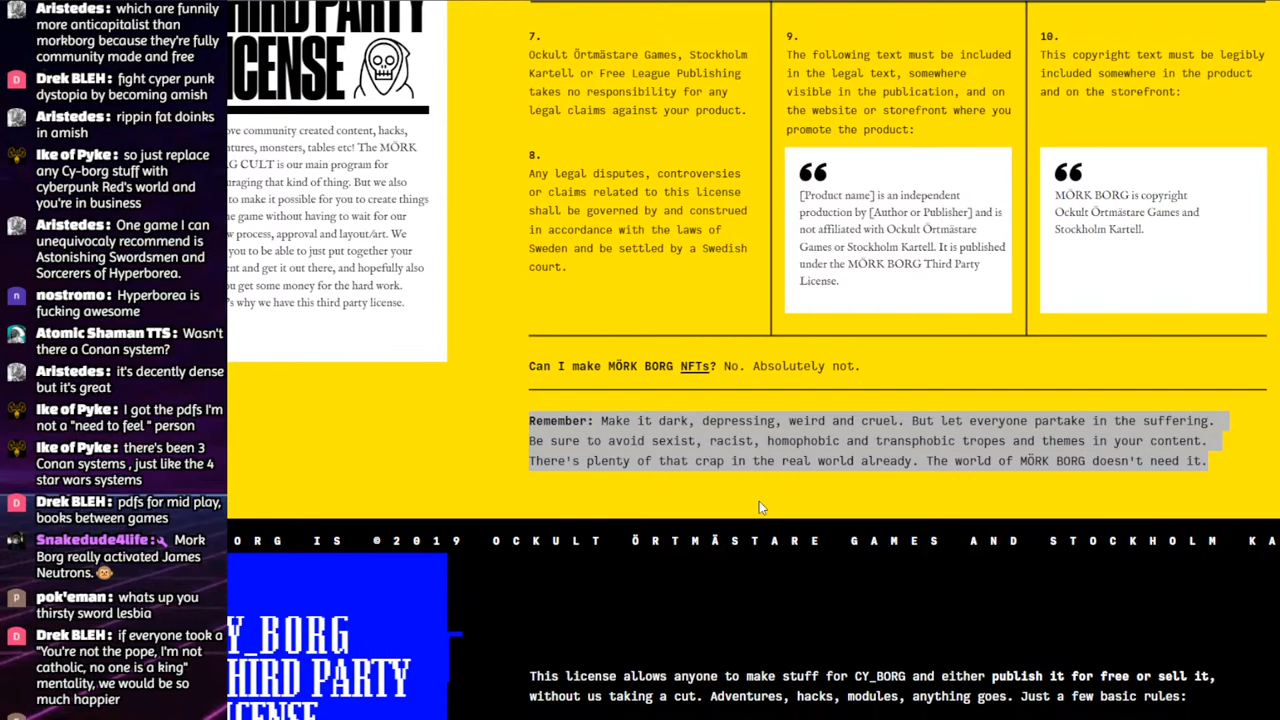 Aristedes: which are funnily
more anticapitalist than
morkborg because they're fully
community made and free
Drek BLEH: fight cyper punk
dystopia by becoming amish
Aristedes: rippin fat doinks
in amish
Ike of Pyke: so just replace
any Cy-borg stuff with
cyberpunk Red's world and
you're in business
Aristedes: One game I can
unequivocaly recommend is
Astonishing Swordsmen and
Sorcerers of Hyperborea.
nostromo: Hyperborea is
fucking awesome
Atomic Shaman TTS: Wasn't
there a Conan system?
Aristedes: it's decently dense
but it's great
Ike of Pyke: I got the pdfs I'm
not a "need to feel " person
Ike of Pyke: there's been 3
Conan systems , just like the 4
star wars systems
Drek BLEH: pdfs for mid play,
books between games
Snakedude4life: Mork
Borg really activated James
Neutrons.
pok'eman: whats up you
thirsty sword lesbia
Drek BLEH: if everyone took a
"You're not the pope, I'm not
catholic, no one is a king"
mentality, we would be so
much happier
HIRD PARTY
ICENSE
ove community created content, hacks,
ntures, monsters, tables etc! The MÖRK
RG CULT is our main program for
uraging that kind of thing. But we also
to make it possible for you to create things
he game without having to wait for our
w process, approval and layout/art. We
you to be able to just put together your
ent and get it out there, and hopefully also
ou get some money for the hard work.
's why we have this third party license.
7.
Ockult Örtmästare Games, Stockholm
Kartell or Free League Publishing
takes no responsibility for any
legal claims against your product.
8.
Any legal disputes, controversies
or claims related to this license
shall be governed by and construed
in accordance with the laws of
Sweden and be settled by a Swedish
court.
9.
The following text must be included
in the legal text, somewhere
visible in the publication, and on
the website or storefront where you
promote the product:
❝
[Product name] is an independent
production by [Author or Publisher] and is
not affiliated with Ockult Örtmästare
Games or Stockholm Kartell. It is published
under the MÖRK BORG Third Party
License.
10.
This copyright text must be legibly
included somewhere in the product
and on the storefront:
❝
MÖRK BORG is copyright
Ockult Örtmästare Games and
Stockholm Kartell.
Can I make MÖRK BORG NFTs? No. Absolutely not.
Remember: Make it dark, depressing, weird and cruel. But let everyone partake in the suffering.
Be sure to avoid sexist, racist, homophobic and transphobic tropes and themes in your content.
There's plenty of that crap in the real world already. The world of MÖRK BORG doesn't need it.
ORG IS ©2019 OCKULT ÖRTMÄSTARE GAMES AND STOCKHOLM KA
Y_BORG
HIRD PARTY
ICENSE
This license allows anyone to make stuff for CY_BORG and either publish it for free or sell it,
without us taking a cut. Adventures, hacks, modules, anything goes. Just a few basic rules: